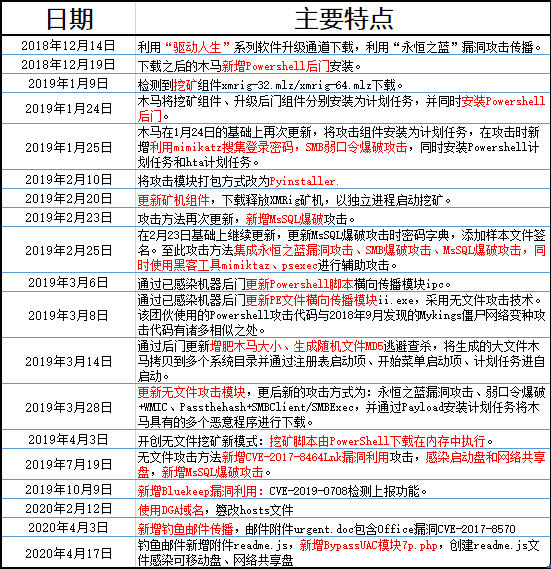 日期 主要特点
2018年12月14日 利用“驱动人生”系列软件升级通道下载，利用“永恒之蓝”漏洞攻击传播。
2018年12月19日 下载之后的木马新增Powershell后门安装。
2019年1月9日 检测到挖矿组件xmrig-32.mlz/xmrig-64.mlz下载。
2019年1月24日 木马将挖矿组件、升级后门组件分别安装为计划任务，并同时安装Powershell
后门。
2019年1月25日 木马在1月24日的基础上再次更新，将攻击组件安装为计划任务，在攻击时新
增利用mimikatz搜集登录密码，SMB弱口令爆破攻击，同时安装Powershell计
划任务和hta计划任务。
2019年2月10日 将攻击模块打包方式改为Pyinstaller.
2019年2月20日 更新矿机组件，下载释放XMRig矿机，以独立进程启动挖矿。
2019年2月23日 攻击方法再次更新，新增MsSQL爆破攻击。
2019年2月25日 在2月23日基础上继续更新，更新MsSQL爆破攻击时密码字典，添加样本文件签
名。至此攻击方法集成永恒之蓝漏洞攻击、SMB爆破攻击、MsSQL爆破攻击，同
时使用黑客工具mimiktaz、psexec进行辅助攻击。
2019年3月6日 通过已感染机器后门更新Powershell脚本横向传播模块ipc。
2019年3月8日 通过已感染机器后门更新PE文件横向传播模块ii.exe，采用无文件攻击技术。
该团伙使用的Powershell攻击代码与2018年9月发现的Mykings僵尸网络变种攻
击代码有诸多相似之处。
2019年3月14日 通过后门更新增肥木马大小、生成随机文件MD5逃避查杀，将生成的大文件木
马拷贝到多个系统目录并通过注册表启动项、开始菜单启动项、计划任务进自
启动。
2019年3月28日 更新无文件攻击模块，更后新的攻击方式为：永恒之蓝漏洞攻击、弱口令爆破
+WMIC、Passthehash+SMBClient/SMBExec，并通过Payload安装计划任务将木
马具有的多个恶意程序进行下载。
2019年4月3日 开创无文件挖矿新模式：挖矿脚本由PowerShell下载在内存中执行。
2019年7月19日 无文件攻击方法新增CVE-2017-8464Lnk漏洞利用攻击，感染启动盘和网络共享
盘，新增MsSQL爆破攻击。
2019年10月9日 新增Bluekeep漏洞利用：CVE-2019-0708检测上报功能。
2020年2月12日 使用DGA域名，篡改hosts文件
2020年4月3日 新增钓鱼邮件传播，邮件附件urgent.doc包含Office漏洞CVE-2017-8570
2020年4月17日 钓鱼邮件新增附件readme.js，新增BypassUAC模块7p.php，创建readme.js文
件感染可移动盘、网络共享盘